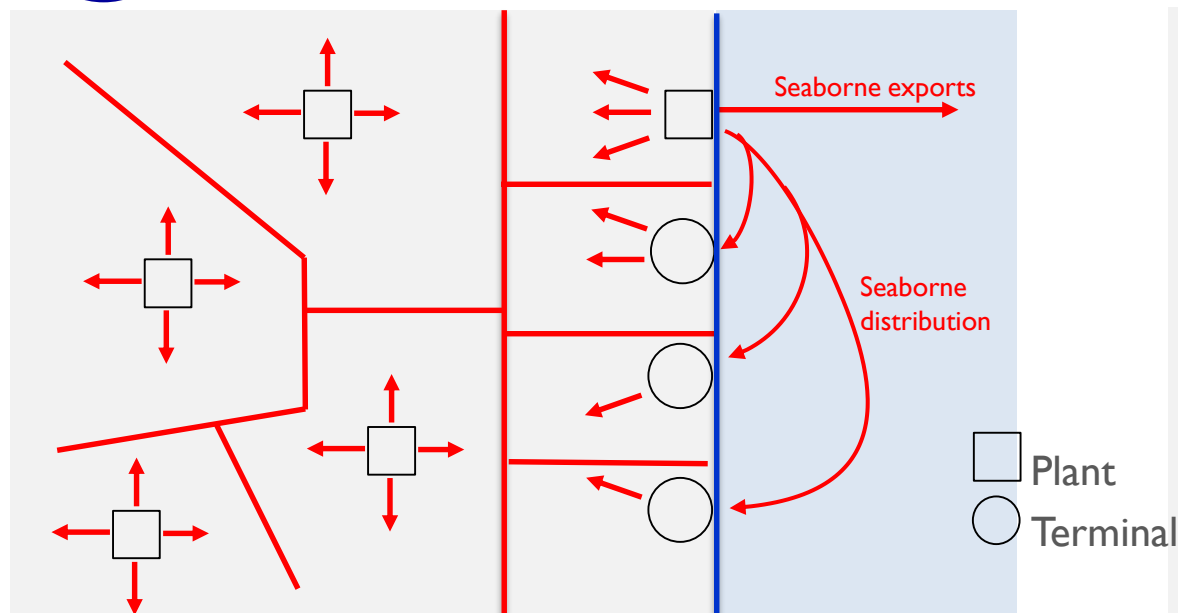 Seaborne exports
Seaborne
distribution
Plant
Terminal